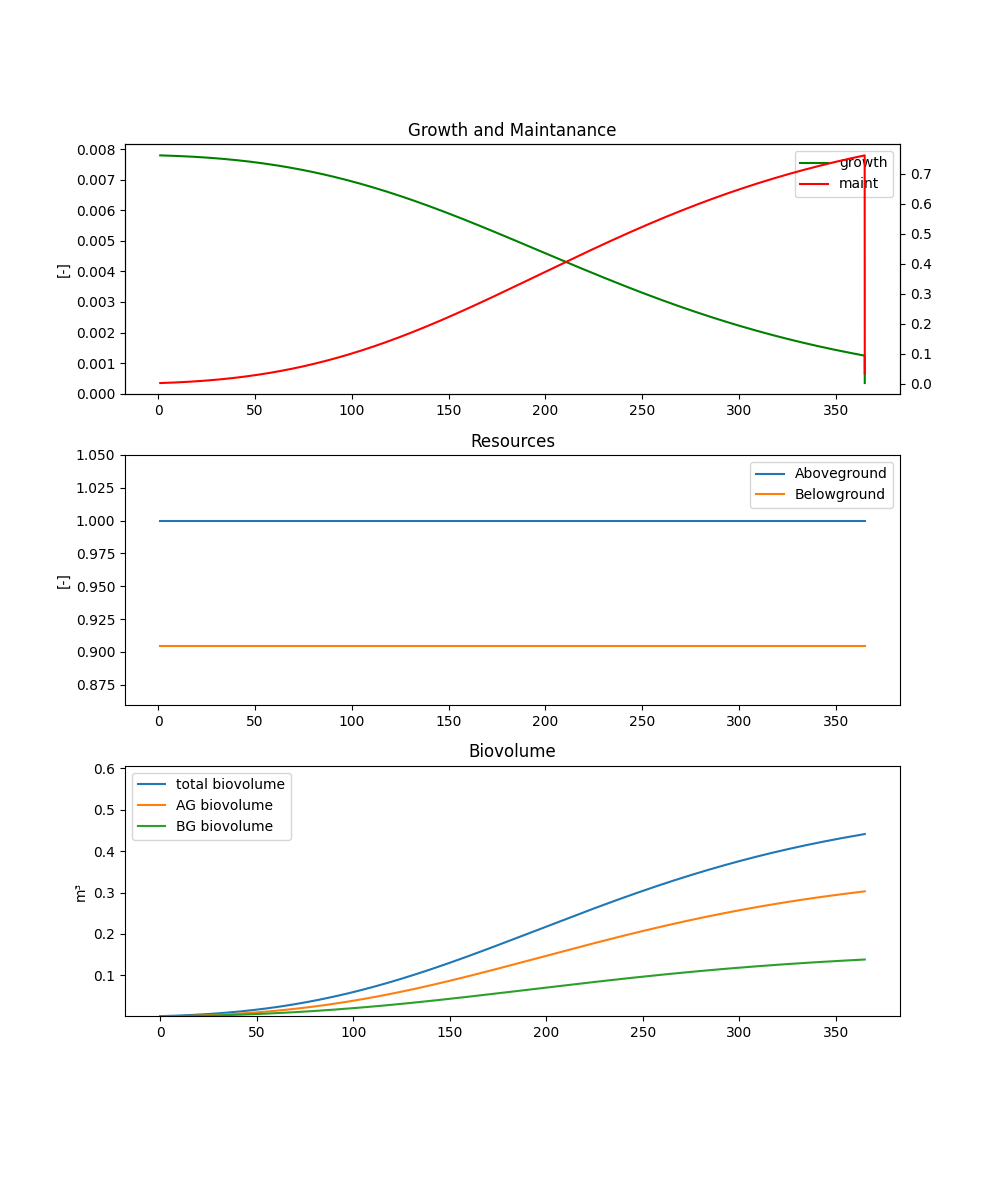 Growth and Maintanance
growth
maint
0.008
0.007
0.006
0.005
0.004
0.003
0.002
0.001
0.000
[-]
0.7
0.6
0.5
0.4
0.3
0.2
0.1
0.0
0 50 100 150 200 250 300 350
Resources
Aboveground
Belowground
1.050
1.025
1.000
0.975
0.950
0.925
0.900
0.875
[-]
0 50 100 150 200 250 300 350
Biovolume
total biovolume
AG biovolume
BG biovolume
0.6
0.5
0.4
0.3
0.2
0.1
m³
0 50 100 150 200 250 300 350